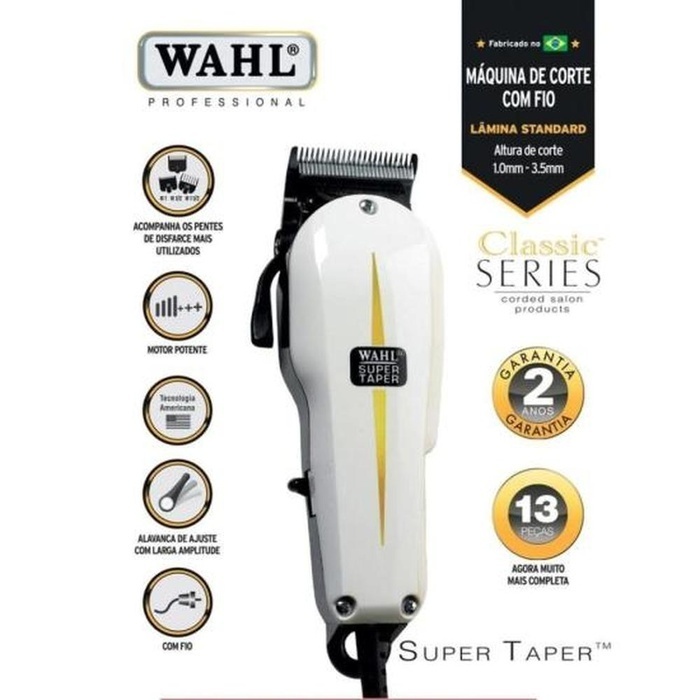 WAHL®
PROFESSIONAL
Fabricado no
MÁQUINA DE CORTE
COM FIO
LÂMINA STANDARD
Altura de corte
1.0mm - 3.5mm
ACOMPANHA OS PENTES
DE DISFARCE MAIS
UTILIZADOS
Classic™
SERIES
corded salon
products
+++
MOTOR POTENTE
WAHL®
SUPER
TAPER
GARANTIA
2
ANOS
GARANTIA
Tecnologia
Americana
ALAVANCA DE AJUSTE
COM LARGA AMPLITUDE
13
PEÇAS
AGORA MUITO
MAIS COMPLETA
COM FIO
SUPER TAPER™